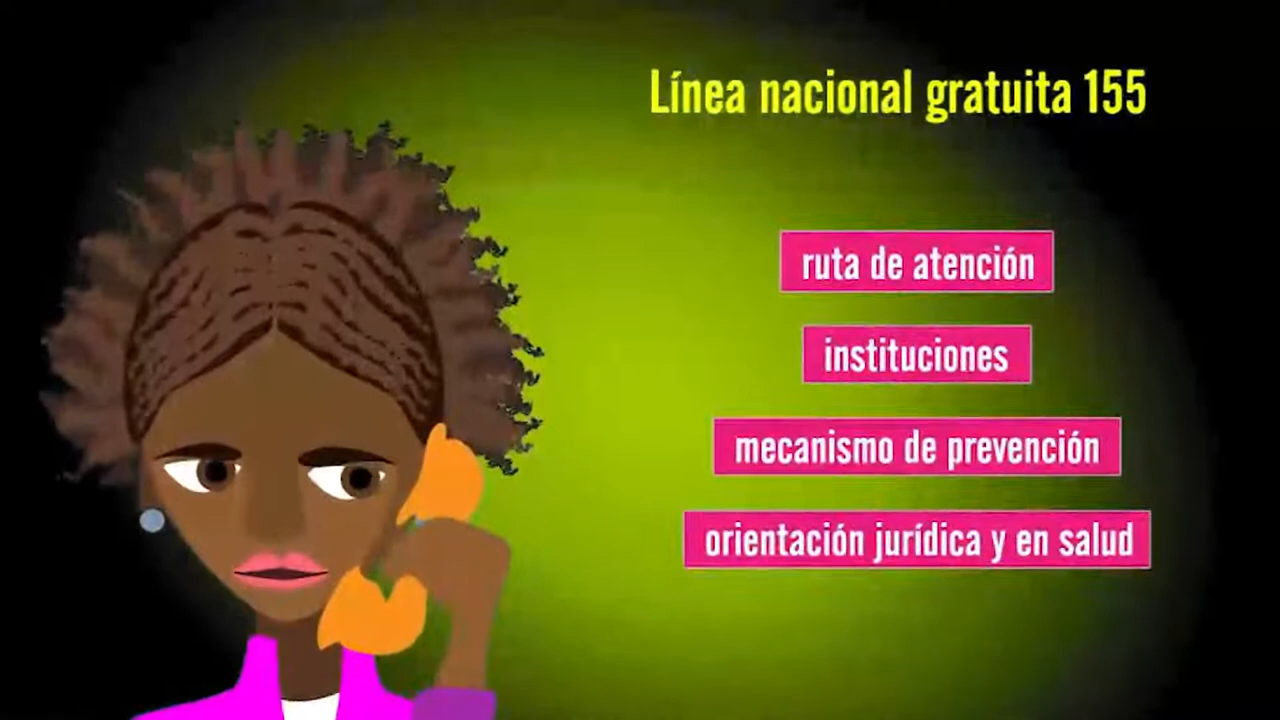 Línea nacional gratuita 155
ruta de atención
instituciones
mecanismo de prevención
orientación jurídica y en salud